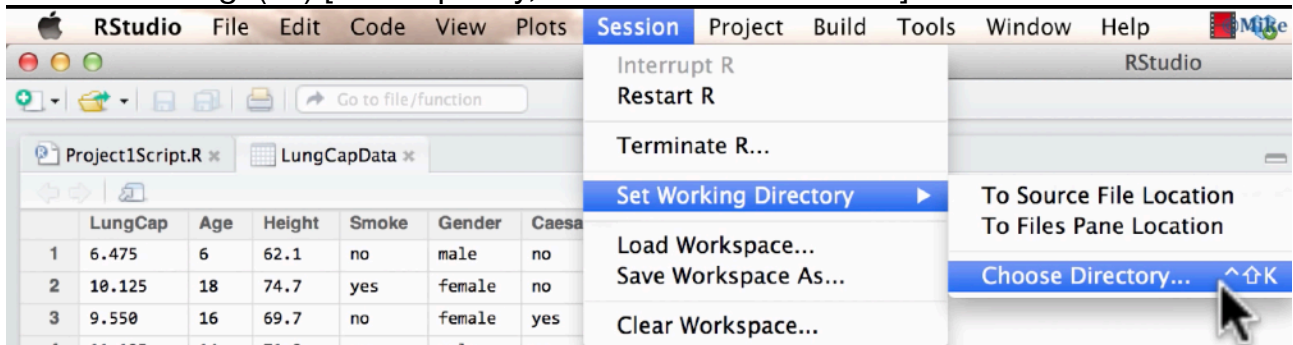 RStudio File Edit Code View Plots Session Project Build Tools Window Help Mike
RStudio
Interrupt R
Restart R
Go to file/function
Terminate R...
Project1Script.R LungCapData
Set Working Directory
To Source File Location
To Files Pane Location
Choose Directory... ^⇧K
Load Workspace...
Save Workspace As...
Clear Workspace...
LungCap Age Height Smoke Gender Caesa
1 6.475 6 62.1 no male no
2 10.125 18 74.7 yes female no
3 9.550 16 69.7 no female yes